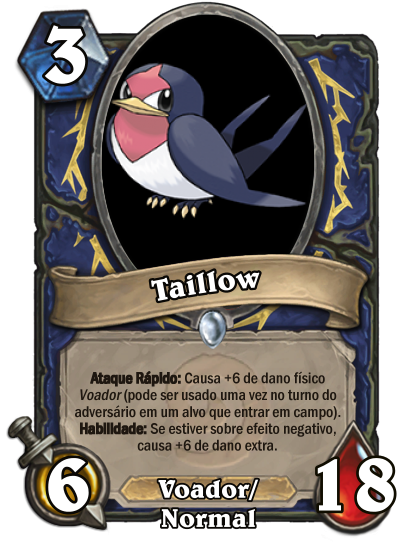 3
Taillow
Ataque Rápido: Causa +6 de dano físico
Voador (pode ser usado uma vez no turno do
adversário em um alvo que entrar em campo).
Habilidade: Se estiver sobre efeito negativo,
causa +6 de dano extra.
6
Voador/
Normal
18